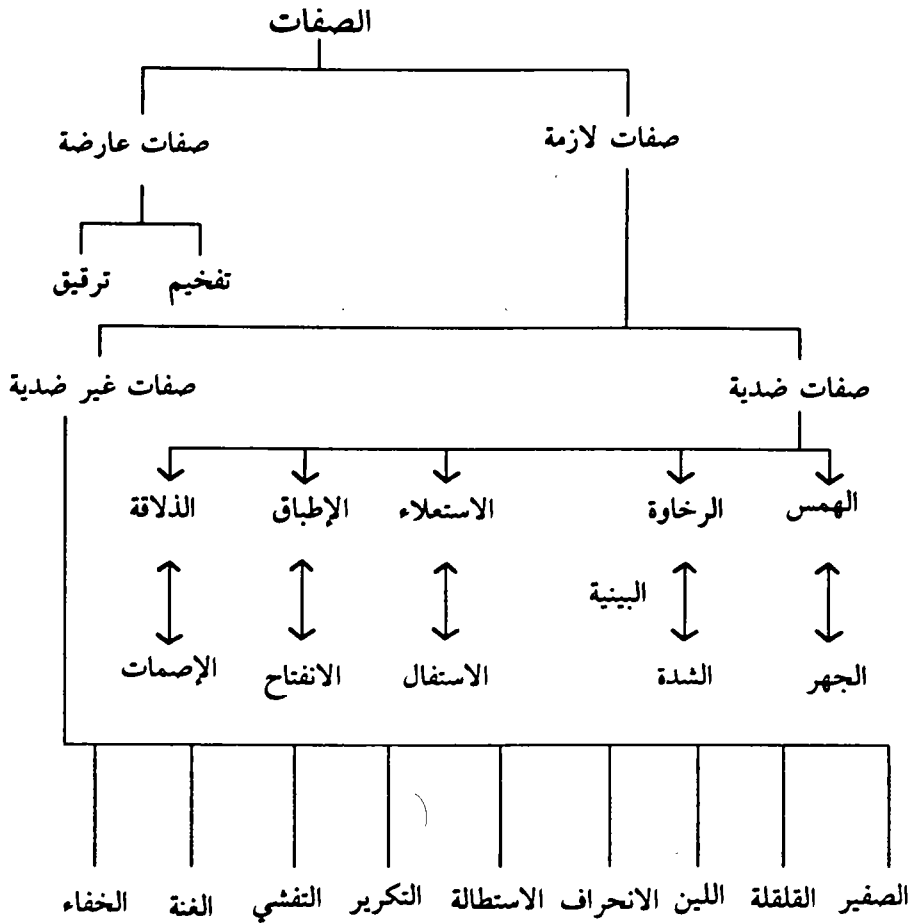 الصفات
صفات لازمة
صفات عارضة
تفخيم
ترقيق
صفات ضدية
صفات غير ضدية
الهمس
الرخاوة
الاستعلاء
الإطباق
الذلاقة
البينية
الجهر
الشدة
الاستفال
الانفتاح
الإصمات
الصفير
القلقلة
اللين
الانحراف
الاستطالة
التكرير
التفشي
الغنة
الخفاء